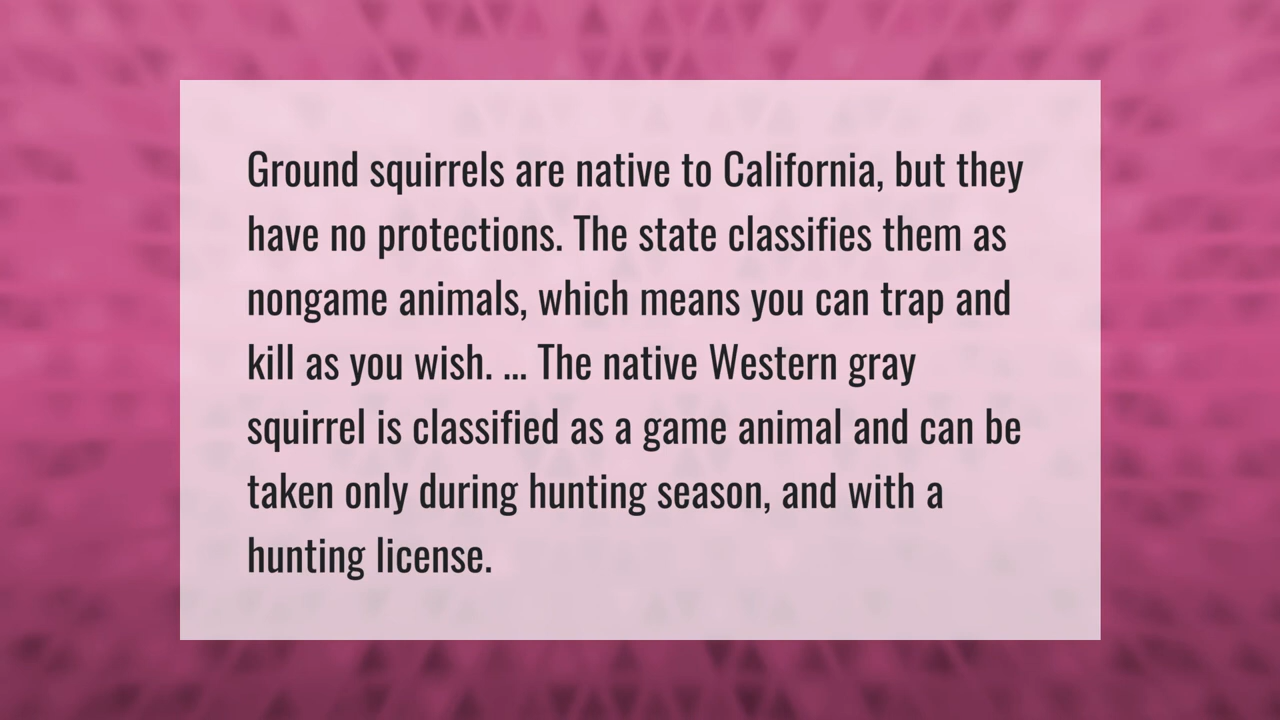 Ground squirrels are native to California, but they
have no protections. The state classifies them as
nongame animals, which means you can trap and
kill as you wish. ... The native Western gray
squirrel is classified as a game animal and can be
taken only during hunting season, and with a
hunting license.